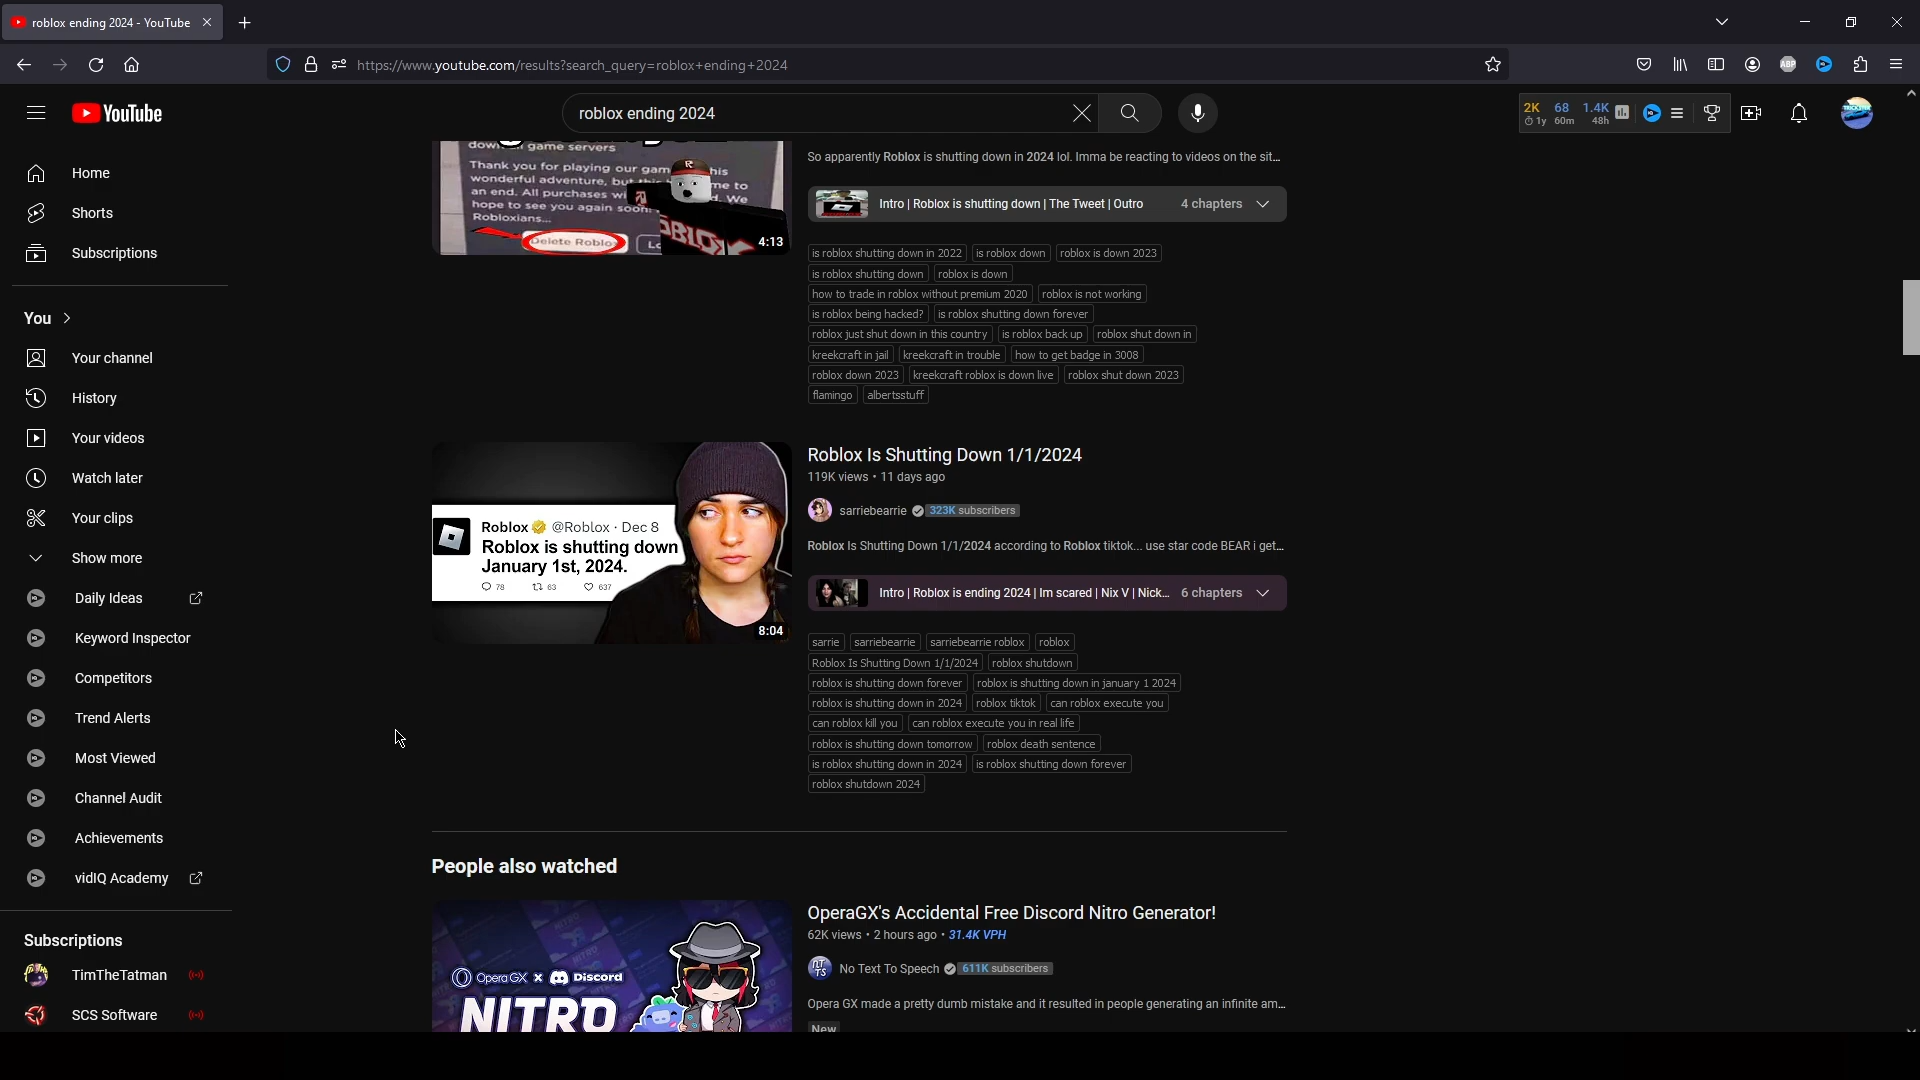 roblox ending 2024 - YouTube
https://www.youtube.com/results?search_query=roblox+ending+2024
ABP
YouTube
roblox ending 2024
2K 68 1.4K
1y 60m 48h
Home
Shorts
Subscriptions
You
Your channel
History
Your videos
Watch later
Your clips
Show more
Daily Ideas
Keyword Inspector
Competitors
Trend Alerts
Most Viewed
Channel Audit
Achievements
vidIQ Academy
Subscriptions
TimTheTatman
SCS Software
game servers
Thank you for playing our gam
wonderful adventure, but
me to
an end. All purchases
hope to see you again soon
Robloxians...
Delete Roblo
4:13
So apparently Roblox is shutting down in 2024 lol. Imma be reacting to videos on the sit...
Intro | Roblox is shutting down | The Tweet | Outro 4 chapters
is roblox shutting down in 2022 is roblox down roblox is down 2023
is roblox shutting down roblox is down
how to trade in roblox without premium 2020 roblox is not working
is roblox being hacked? is roblox shutting down forever
roblox just shut down in this country is roblox back up roblox shut down in
kreekcraft in jail kreekcraft in trouble how to get badge in 3008
roblox down 2023 kreekcraft roblox is down live roblox shut down 2023
flamingo albertsstuff
Roblox @Roblox · Dec 8
Roblox is shutting down
January 1st, 2024.
78 63 637
8:04
Roblox Is Shutting Down 1/1/2024
119K views • 11 days ago
sarriebearrie 323K subscribers
Roblox Is Shutting Down 1/1/2024 according to Roblox tiktok... use star code BEAR i get...
Intro | Roblox is ending 2024 | Im scared | Nix V | Nick... 6 chapters
sarrie sarriebearrie sarriebearrie roblox roblox
Roblox Is Shutting Down 1/1/2024 roblox shutdown
roblox is shutting down forever roblox is shutting down in january 1 2024
roblox is shutting down in 2024 roblox tiktok can roblox execute you
can roblox kill you can roblox execute you in real life
roblox is shutting down tomorrow roblox death sentence
is roblox shutting down in 2024 is roblox shutting down forever
roblox shutdown 2024
People also watched
Opera GX x Discord
NITRO
OperaGX's Accidental Free Discord Nitro Generator!
62K views • 2 hours ago • 31.4K VPH
No Text To Speech 611K subscribers
Opera GX made a pretty dumb mistake and it resulted in people generating an infinite am...
New